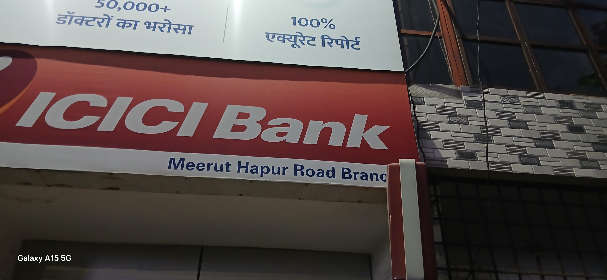 50,000+
डॉक्टरों का भरोसा
100%
एक्यूरेट रिपोर्ट
ICICI Bank
Meerut Hapur Road Branc
Galaxy A15 5G